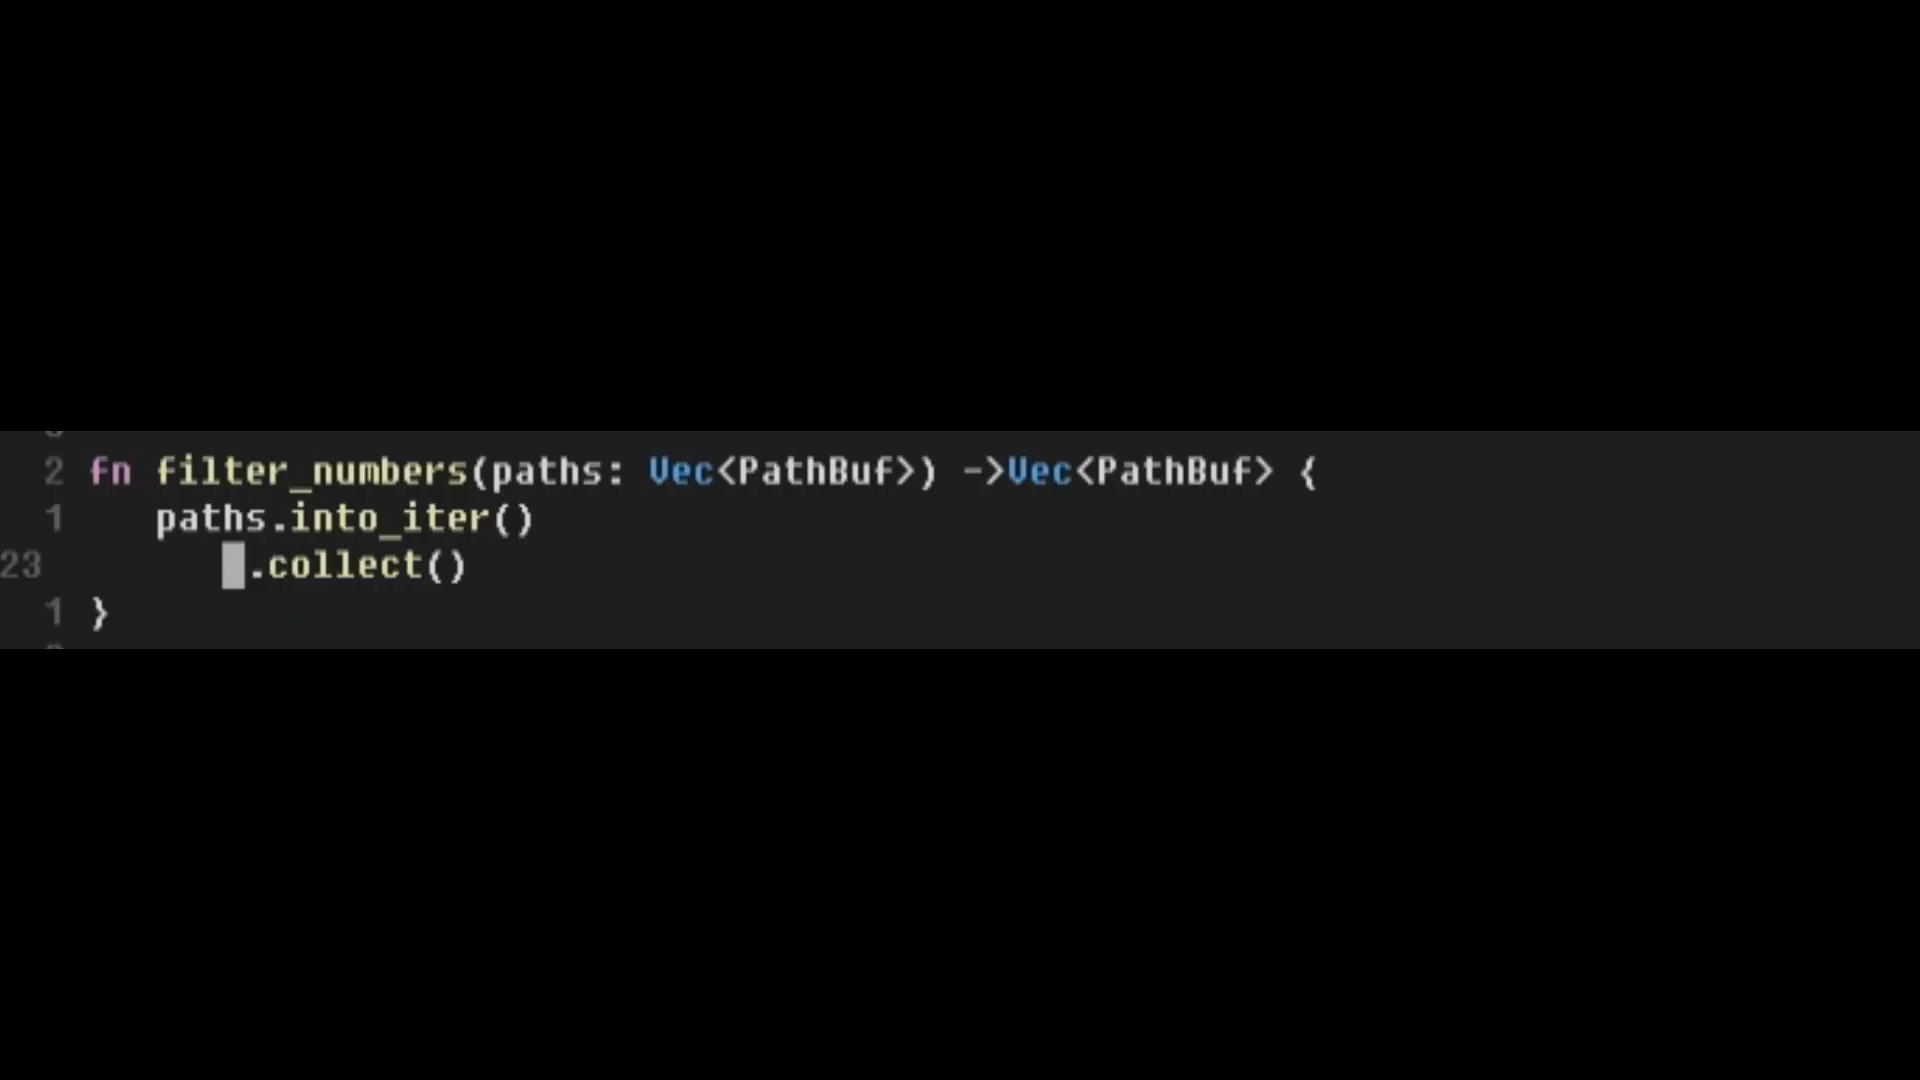 2 fn filter_numbers(paths: Vec<PathBuf>) ->Vec<PathBuf> {
1 paths.into_iter()
23 .collect()
1 }